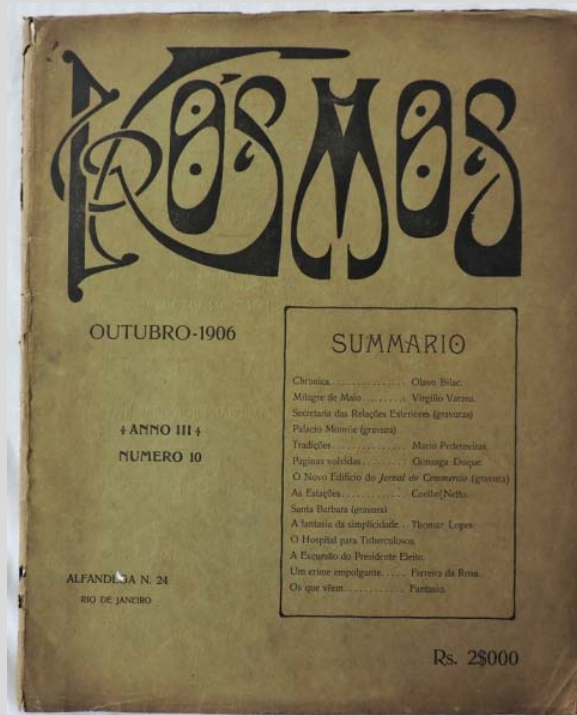 KÓSMOS
OUTUBRO-1906
ANNO III
NUMERO 10
ALFANDEGA N. 24
RIO DE JANEIRO
SUMMARIO
Chronica............... Olavo Bilac.
Milagre de Maio......... Virgilio Varzea.
Secretaria das Relações Exteriores (gravuras)
Palacio Monroe (gravura)
Tradições............... Mario Pederneiras.
Paginas volvidas........ Gonzaga Duque.
O Novo Edificio do Jornal do Commercio (gravura)
As Estações............ Coelho Netto.
Santa Barbara (gravura)
A fantasia da simplicidade.. Thomaz Lopes.
O Hospital para Tuberculosos.
A Excursão do Presidente Eleito.
Um crime empolgante..... Ferreira da Rosa.
Os que vêem............ Fantasio.
Rs. 2$000